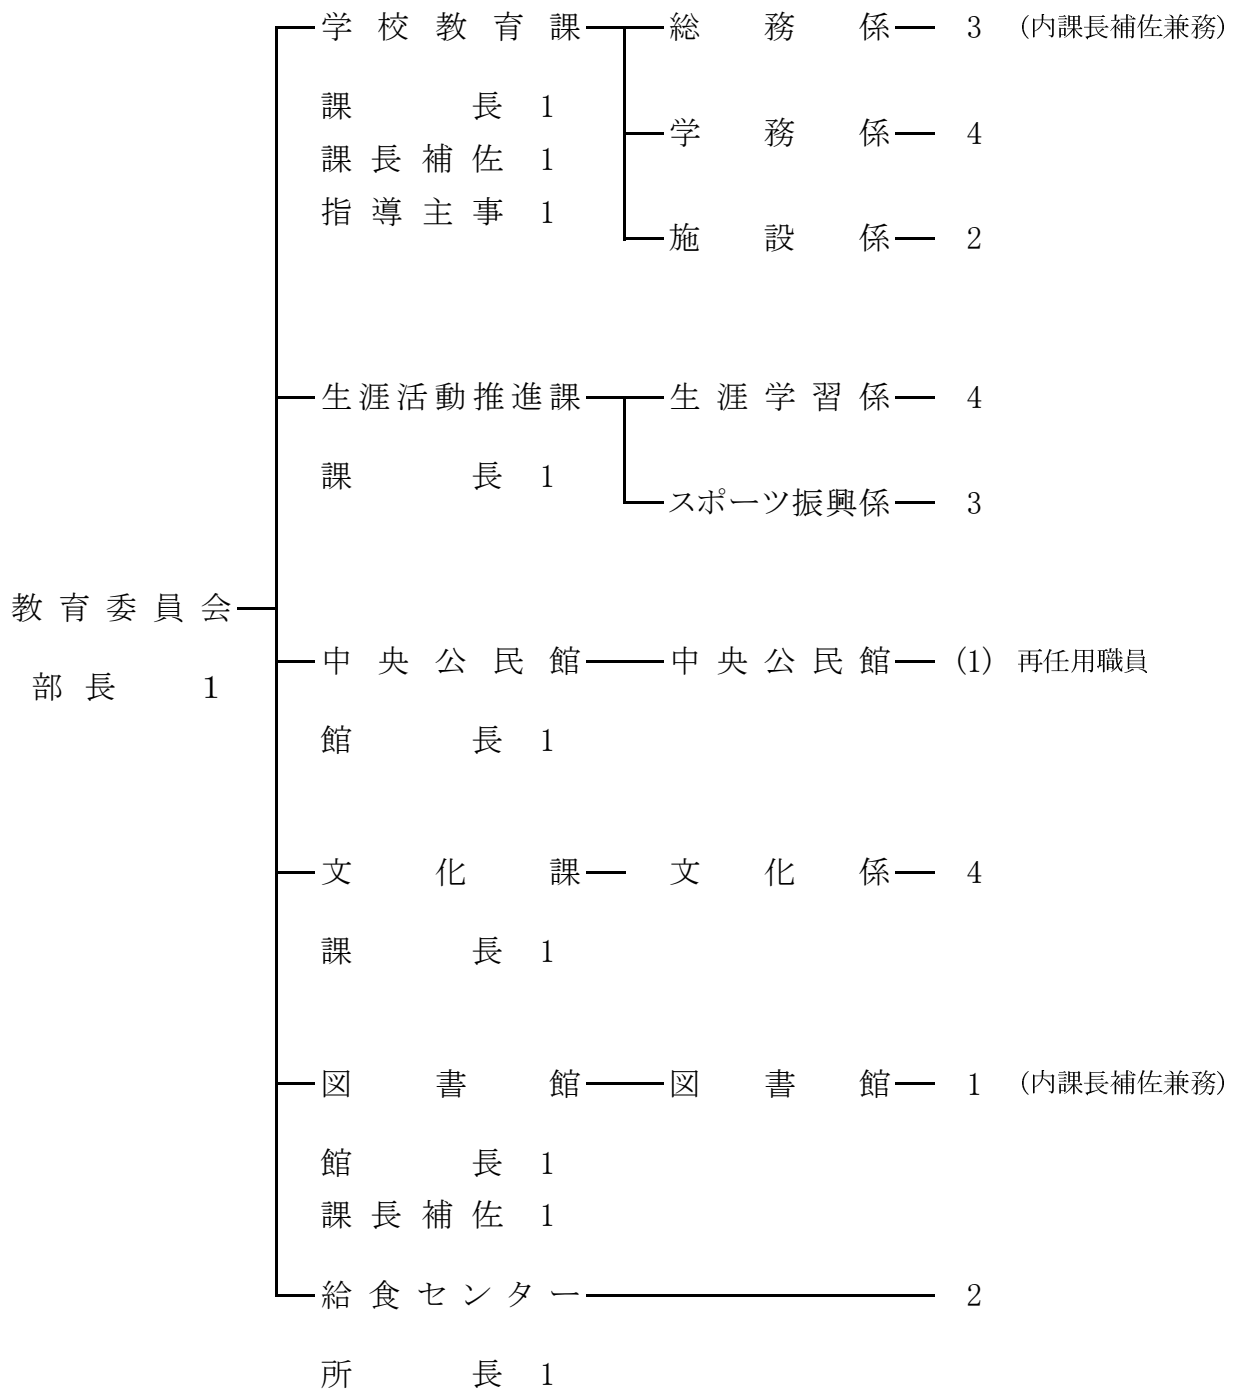 学校教育課 総務係 3 (内課長補佐兼務)
課長 1
学務係 4
課長補佐 1
指導主事 1
施設係 2
生涯活動推進課 生涯学習係 4
課長 1
スポーツ振興係 3
教育委員会
中央公民館 中央公民館 (1) 再任用職員
部長 1
館長 1
文化課 文化係 4
課長 1
図書館 図書館 1 (内課長補佐兼務)
館長 1
課長補佐 1
給食センター 2
所長 1